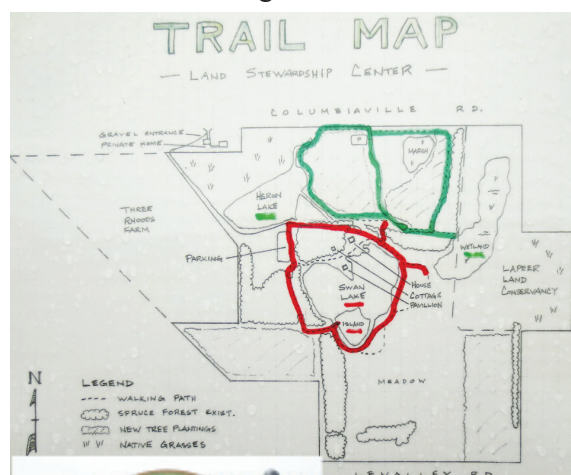 TRAIL MAP
— LAND STEWARDSHIP CENTER —
COLUMBIAVILLE RD.
GRAVEL ENTRANCE
PRIVATE HOME
MARSH
HERON
LAKE
THREE
RHOODS
FARM
WETLAND
PARKING
LAPEER
LAND
CONSERVANCY
HOUSE
COTTAGE
PAVILLION
SWAN
LAKE
ISLAND
MEADOW
N
LEGEND
WALKING PATH
SPRUCE FOREST EXIST.
NEW TREE PLANTINGS
NATIVE GRASSES